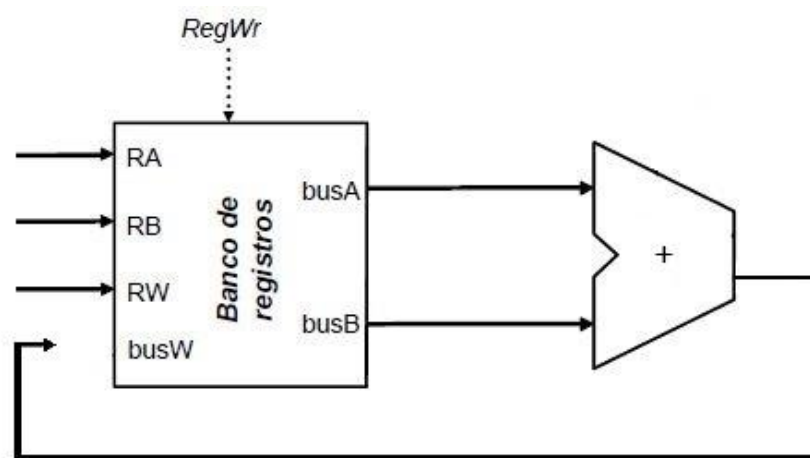 RegWr
RA
RB
RW
busW
Banco de
registros
busA
busB
+